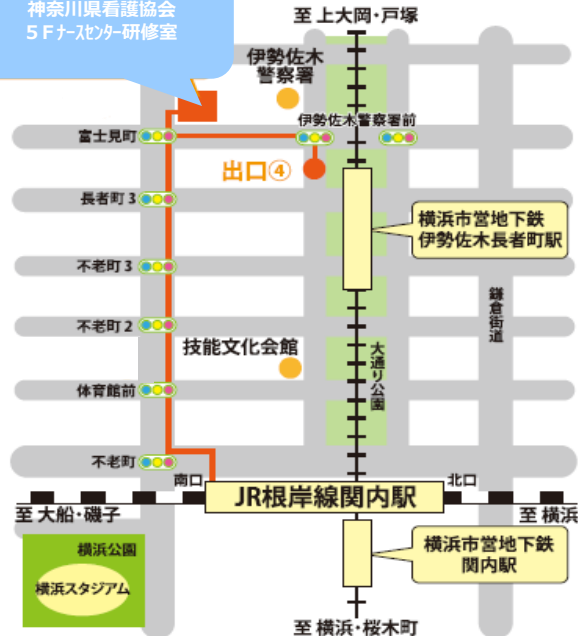 神奈川県看護協会
５Ｆナースセンター研修室
至 上大岡・戸塚
伊勢佐木
警察署
伊勢佐木警察署前
富士見町
出口④
長者町 3
横浜市営地下鉄
伊勢佐木長者町駅
不老町 3
鎌倉街道
不老町 2
技能文化会館
大通り公園
体育館前
不老町
南口
JR根岸線関内駅
北口
至 大船・磯子
至 横浜
横浜公園
横浜スタジアム
横浜市営地下鉄
関内駅
至 横浜・桜木町